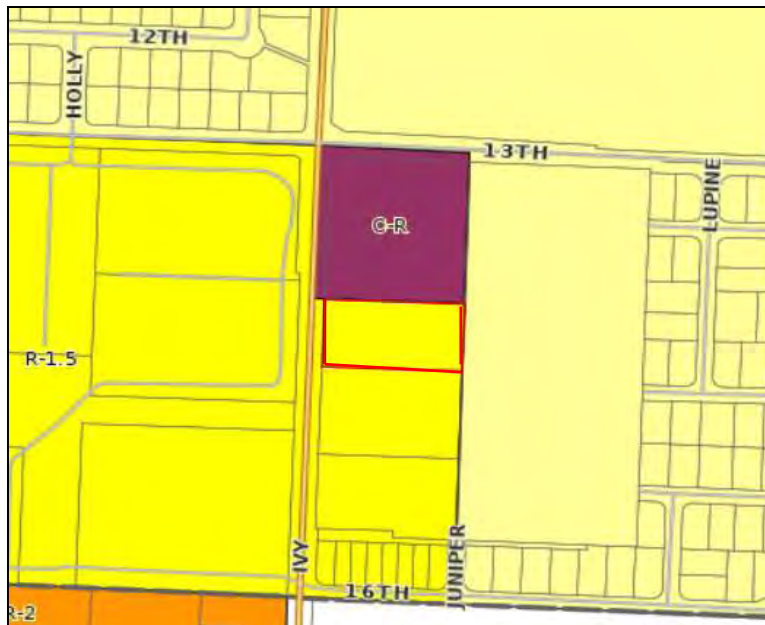 12TH
HOLLY
13TH
LUPINE
C-R
R-1.5
IVY
JUNIPER
16TH
R-2